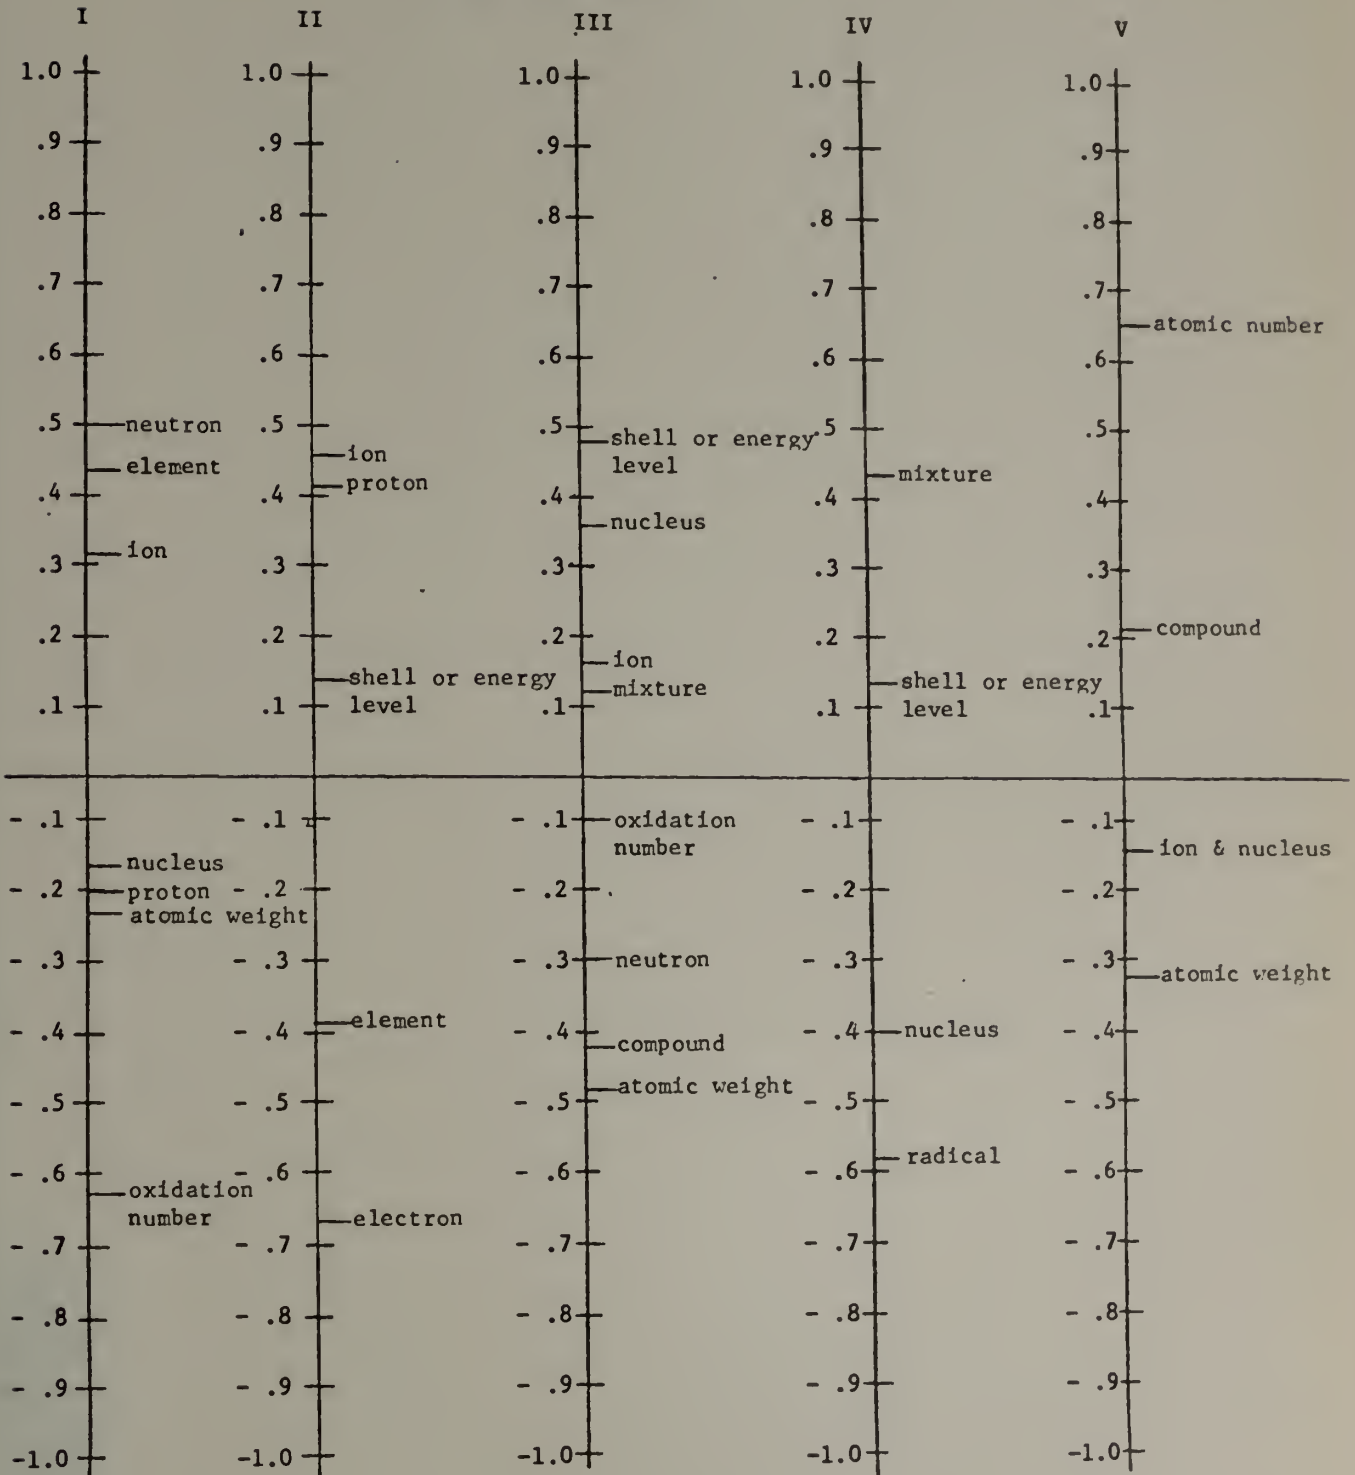 I II III IV V
1.0 1.0 1.0 1.0 1.0
.9 .9 .9 .9 .9
.8 .8 .8 .8 .8
.7 .7 .7 .7 .7
atomic number
.6 .6 .6 .6 .6
.5 neutron .5 .5 shell or energy .5 .5
level
element ion mixture
.4 .4 proton .4 .4 .4
nucleus
ion
.3 .3 .3 .3 .3
.2 .2 .2 .2 compound .2
ion
shell or energy mixture shell or energy
.1 .1 level .1 .1 level .1
- .1 - .1 - .1 oxidation - .1 - .1
number ion & nucleus
nucleus
- .2 proton - .2 - .2 - .2 - .2
atomic weight
- .3 - .3 - .3 neutron - .3 - .3
atomic weight
element
- .4 - .4 - .4 - .4 nucleus - .4
compound
atomic weight
- .5 - .5 - .5 - .5 - .5
radical
- .6 - .6 - .6 - .6 - .6
oxidation
number electron
- .7 - .7 - .7 - .7 - .7
- .8 - .8 - .8 - .8 - .8
- .9 - .9 - .9 - .9 - .9
-1.0 -1.0 -1.0 -1.0 -1.0